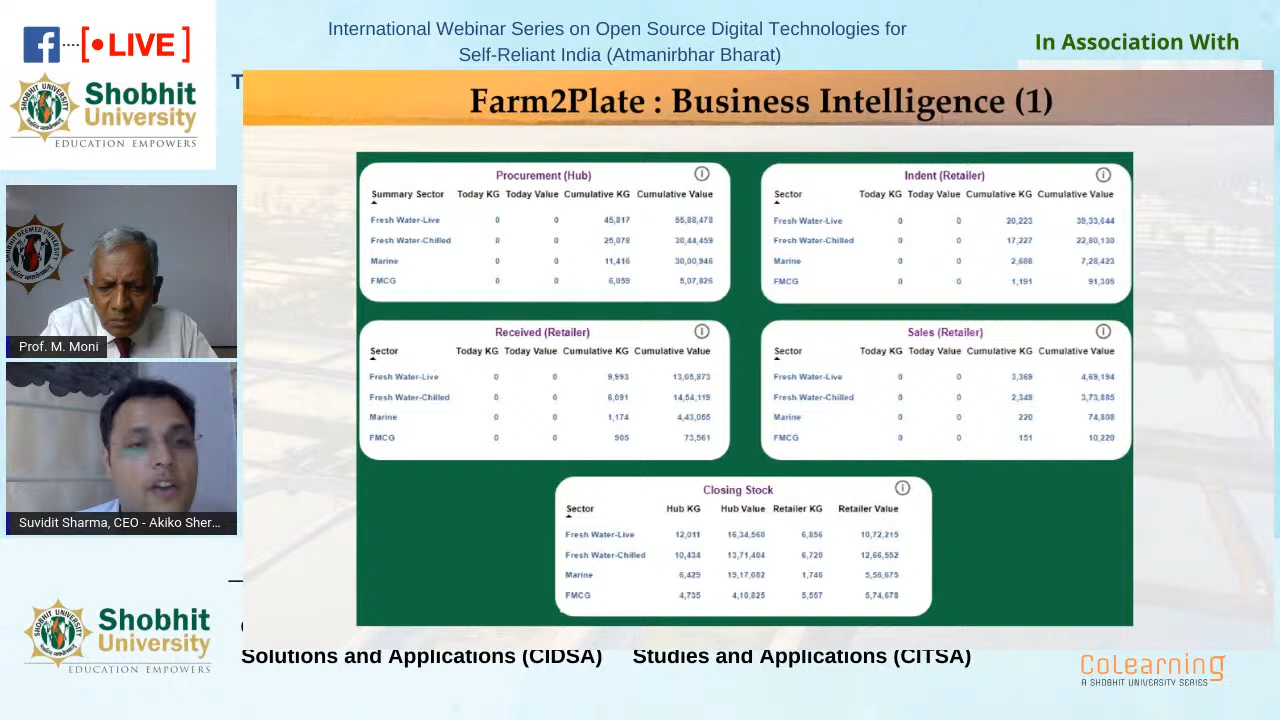 LIVE
International Webinar Series on Open Source Digital Technologies for
Self-Reliant India (Atmanirbhar Bharat)
In Association With
Shobhit
University
EDUCATION EMPOWERS
T
Farm2Plate : Business Intelligence (1)
Procurement (Hub)
Summary Sector Today KG Today Value Cumulative KG Cumulative Value
Fresh Water-Live 0 0 45,817 55,88,478
Fresh Water-Chilled 0 0 25,078 30,44,459
Marine 0 0 11,416 30,00,946
FMCG 0 0 6,059 5,07,826
Indent (Retailer)
Sector Today KG Today Value Cumulative KG Cumulative Value
Fresh Water-Live 0 0 20,223 39,33,644
Fresh Water-Chilled 0 0 17,227 22,80,130
Marine 0 0 2,688 7,28,423
FMCG 0 0 1,191 91,305
Received (Retailer)
Sector Today KG Today Value Cumulative KG Cumulative Value
Fresh Water-Live 0 0 9,993 13,05,873
Fresh Water-Chilled 0 0 6,091 14,54,119
Marine 0 0 1,174 4,43,055
FMCG 0 0 905 73,561
Sales (Retailer)
Sector Today KG Today Value Cumulative KG Cumulative Value
Fresh Water-Live 0 0 3,369 4,69,194
Fresh Water-Chilled 0 0 2,349 3,73,885
Marine 0 0 220 74,808
FMCG 0 0 151 10,220
Closing Stock
Sector Hub KG Hub Value Retailer KG Retailer Value
Fresh Water-Live 12,011 16,34,560 6,856 10,72,215
Fresh Water-Chilled 10,434 13,71,404 6,720 12,66,552
Marine 6,429 19,17,682 1,746 5,56,675
FMCG 4,735 4,10,825 5,557 5,74,678
Prof. M. Moni
Suvidit Sharma, CEO - Akiko Sher...
Shobhit
University
EDUCATION EMPOWERS
Solutions and Applications (CIDSA) Studies and Applications (CITSA)
CoLearning
A SHOBHIT UNIVERSITY SERIES